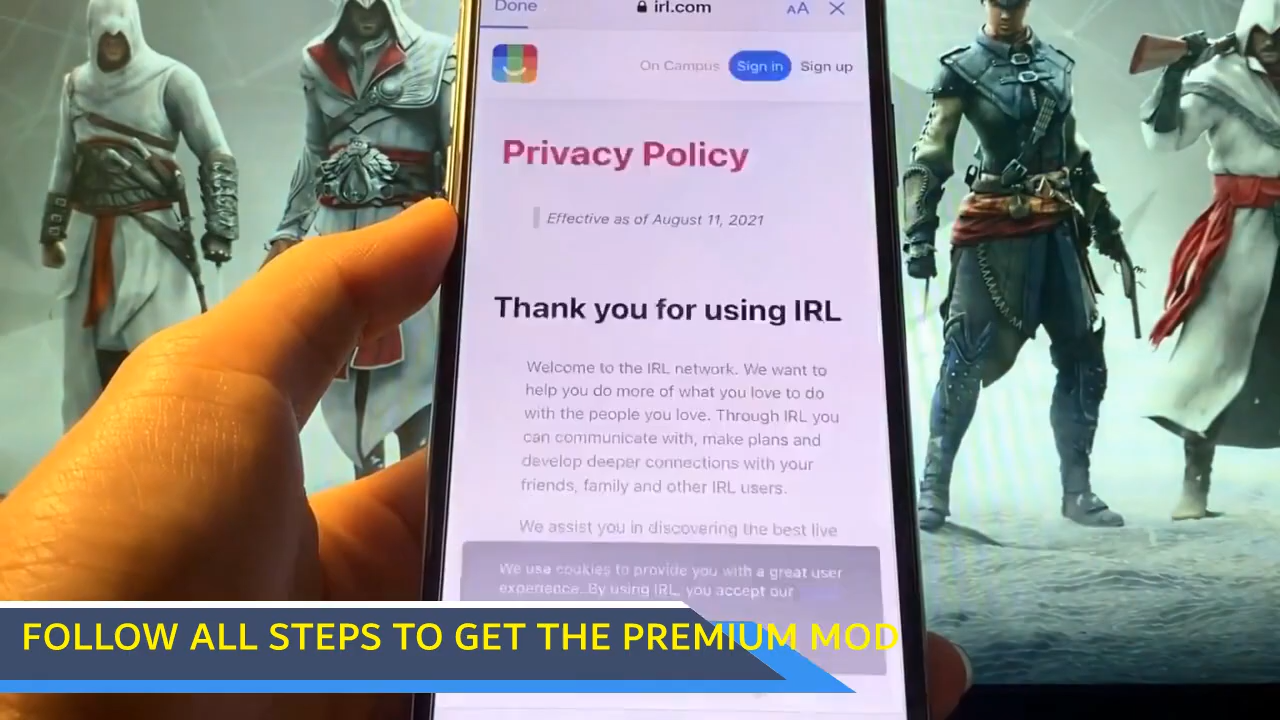 Done
irl.com
AA
On Campus
Sign in
Sign up
Privacy Policy
Effective as of August 11, 2021
Thank you for using IRL
Welcome to the IRL network. We want to
help you do more of what you love to do
with the people you love. Through IRL you
can communicate with, make plans and
develop deeper connections with your
friends, family and other IRL users.
We assist you in discovering the best live
We use cookies to provide you with a great user
experience. By using IRL, you accept our
FOLLOW ALL STEPS TO GET THE PREMIUM MOD